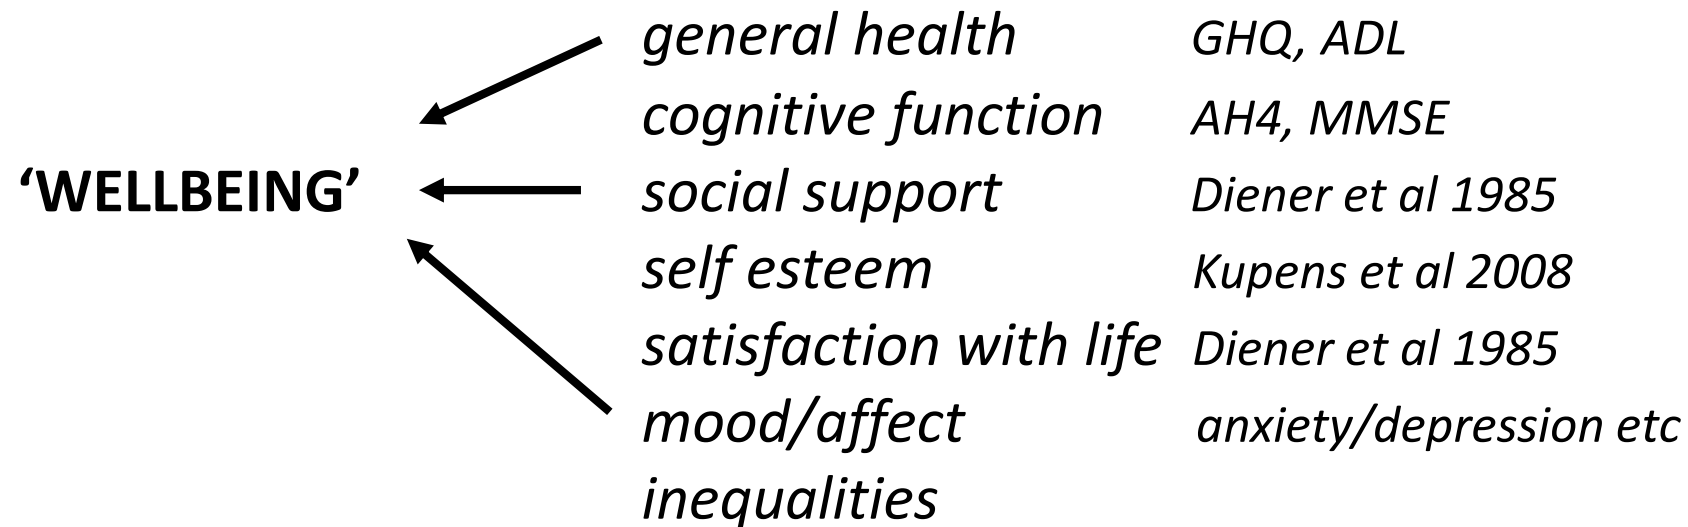 general health GHQ, ADL
cognitive function AH4, MMSE
‘WELLBEING’ social support Diener et al 1985
self esteem Kupens et al 2008
satisfaction with life Diener et al 1985
mood/affect anxiety/depression etc
inequalities